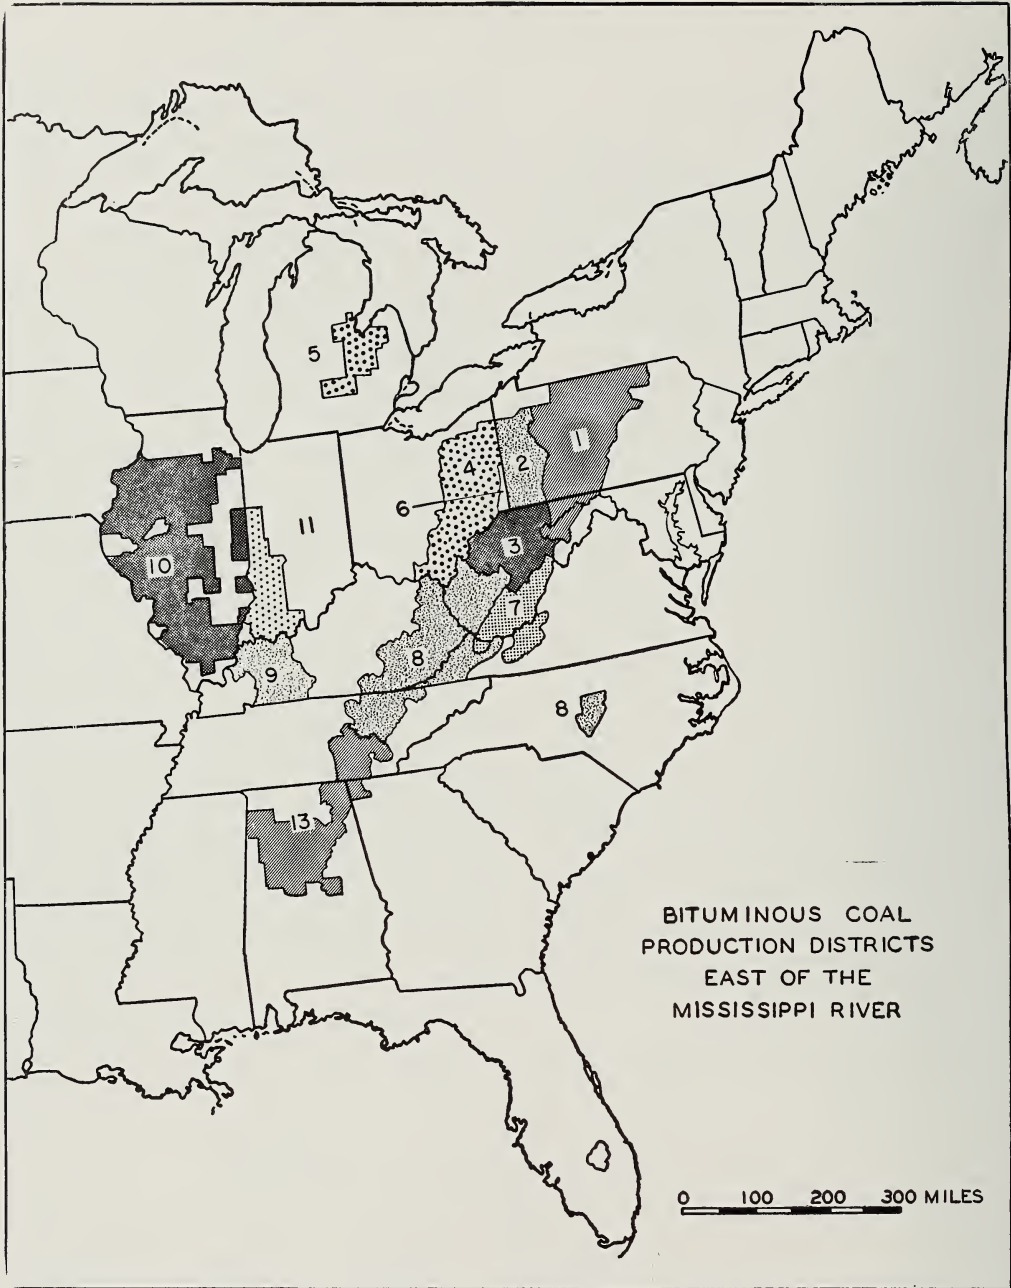 5
1
2
4
6
11
3
10
7
8
9
8
13
BITUMINOUS COAL
PRODUCTION DISTRICTS
EAST OF THE
MISSISSIPPI RIVER
0 100 200 300 MILES